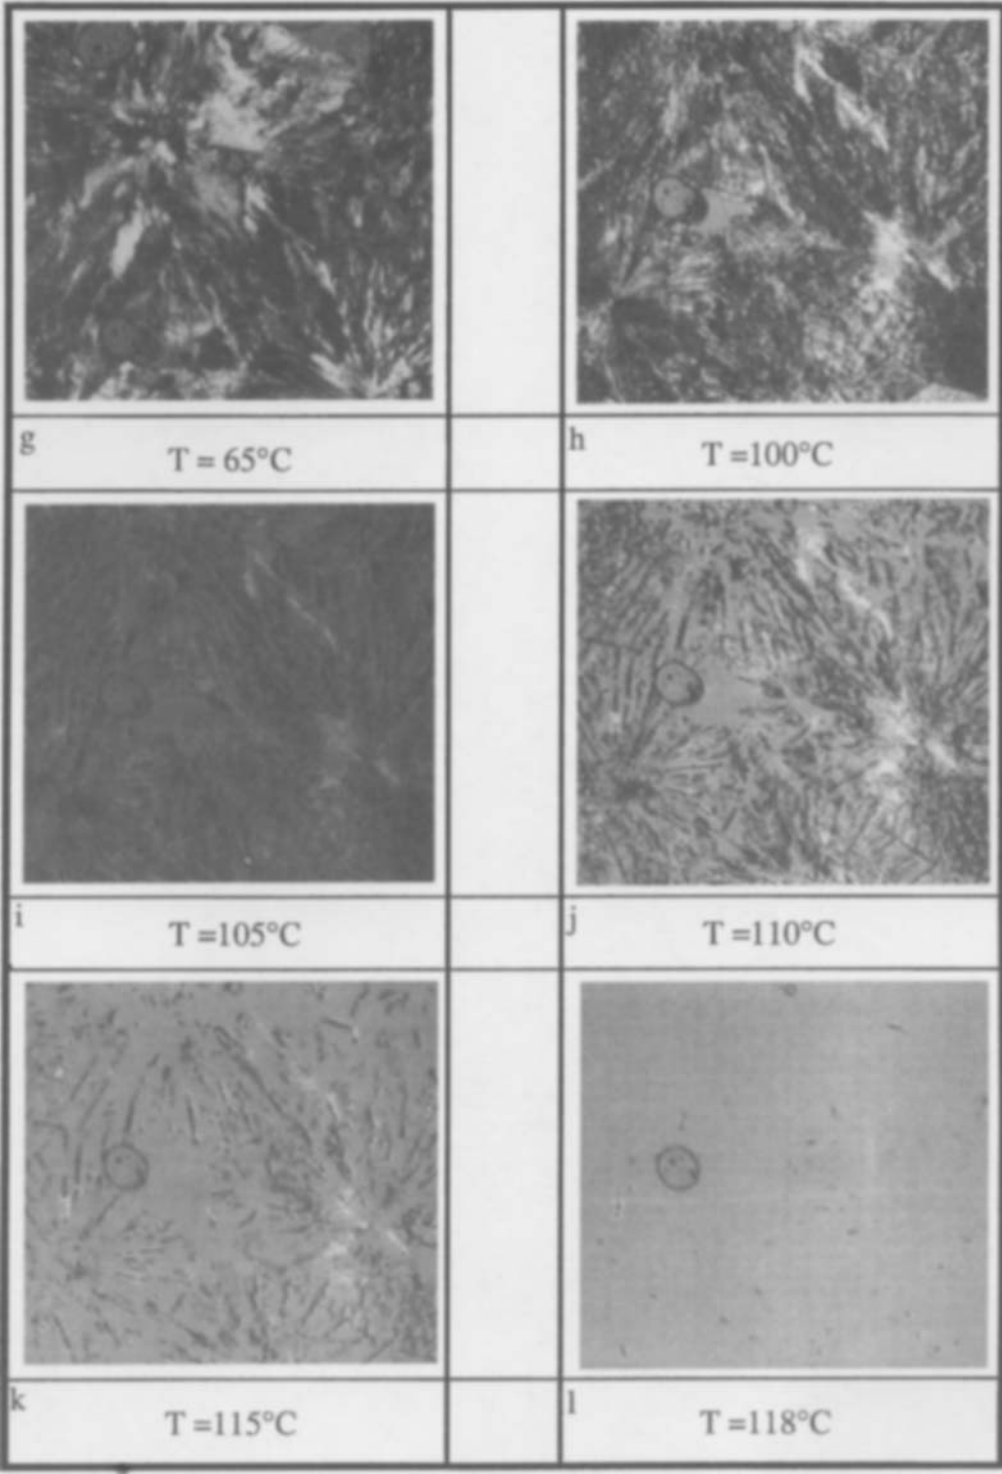 g
T = 65°C
h
T =100°C
i
T =105°C
j
T =110°C
k
T =115°C
l
T =118°C